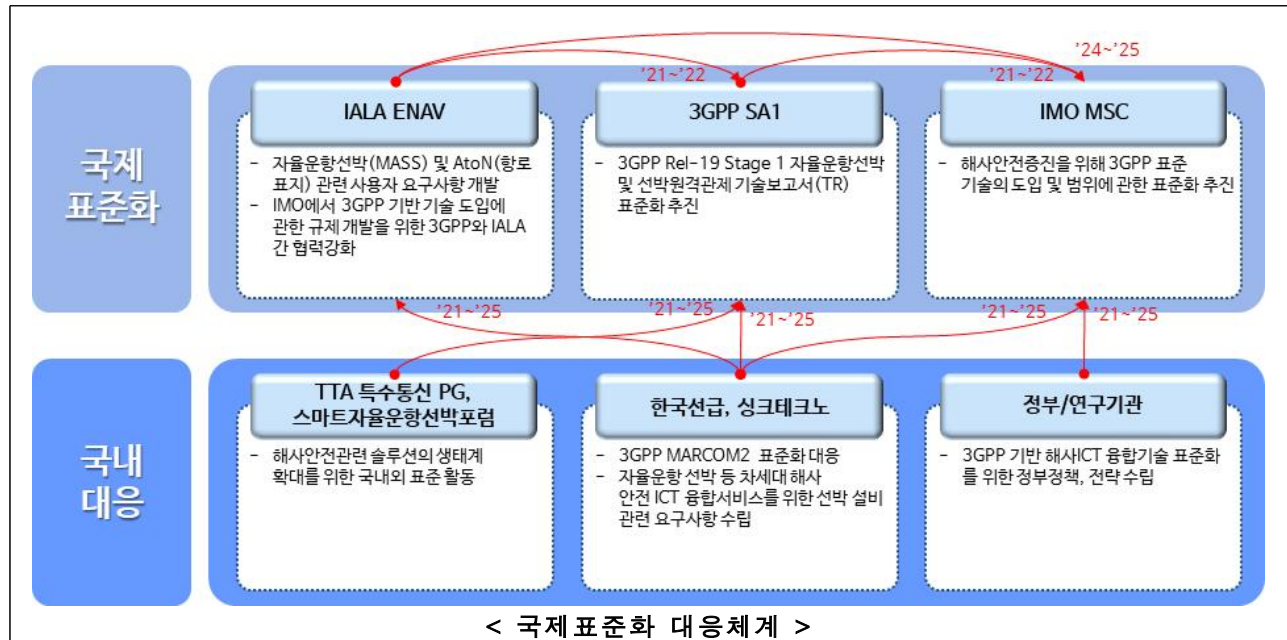 '24~'25
'21~'22
'21~'22
국제
표준화
IALA ENAV
- 자율운항선박(MASS) 및 AtoN(항로
표지) 관련 사용자 요구사항 개발
- IMO에서 3GPP 기반 기술 도입에
관한 규제 개발을 위한 3GPP와 IALA
간 협력강화
3GPP SA1
- 3GPP Rel-19 Stage 1 자율운항선박
및 선박원격관제 기술보고서(TR)
표준화 추진
IMO MSC
- 해사안전증진을 위해 3GPP 표준
기술의 도입 및 범위에 관한 표준화 추진
'21~'25
'21~'25
'21~'25
'21~'25
'21~'25
국내
대응
TTA 특수통신 PG,
스마트자율운항선박포럼
- 해사안전관련 솔루션의 생태계
확대를 위한 국내외 표준 활동
한국선급, 싱크테크노
- 3GPP MARCOM2 표준화 대응
- 자율운항 선박 등 차세대 해사
안전 ICT 융합서비스를 위한 선박 설비
관련 요구사항 수립
정부/연구기관
- 3GPP 기반 해사ICT 융합기술 표준화
를 위한 정부정책, 전략 수립
< 국제표준화 대응체계 >